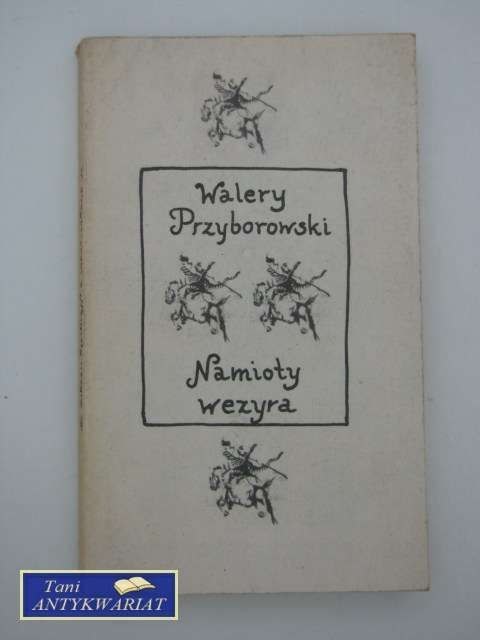 Walery
Przyborowski
Namioty
wezyra
Tani
ANTYKWARIAT